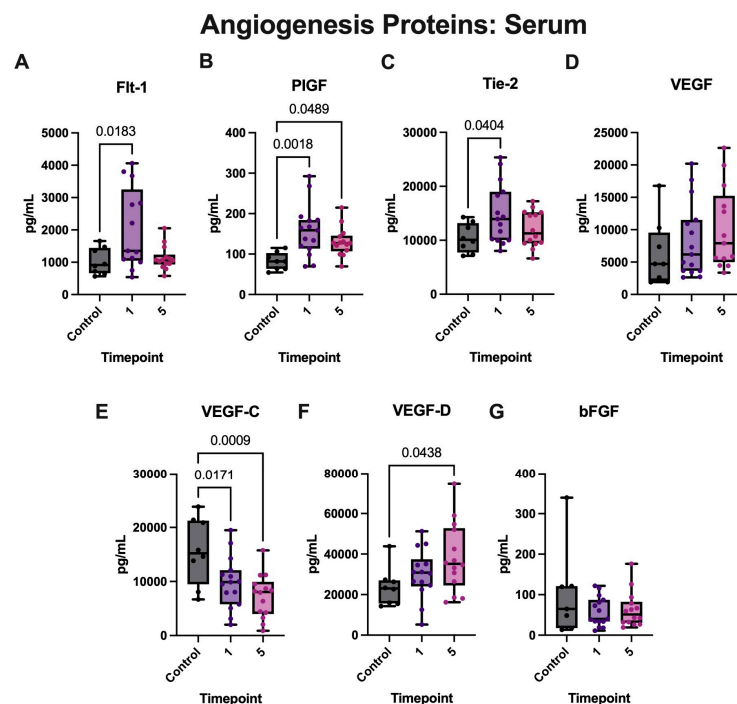 Angiogenesis Proteins: Serum
A
Flt-1
0.0183
5000
4000
3000
2000
1000
0
pg/mL
Control
1
5
Timepoint
B
PlGF
0.0489
0.0018
400
300
200
100
0
pg/mL
Control
1
5
Timepoint
C
Tie-2
0.0404
30000
20000
10000
0
pg/mL
Control
1
5
Timepoint
D
VEGF
25000
20000
15000
10000
5000
0
pg/mL
Control
1
5
Timepoint
E
VEGF-C
0.0009
0.0171
30000
20000
10000
0
pg/mL
Control
1
5
Timepoint
F
VEGF-D
0.0438
80000
60000
40000
20000
0
pg/mL
Control
1
5
Timepoint
G
bFGF
400
300
200
100
0
pg/mL
Control
1
5
Timepoint